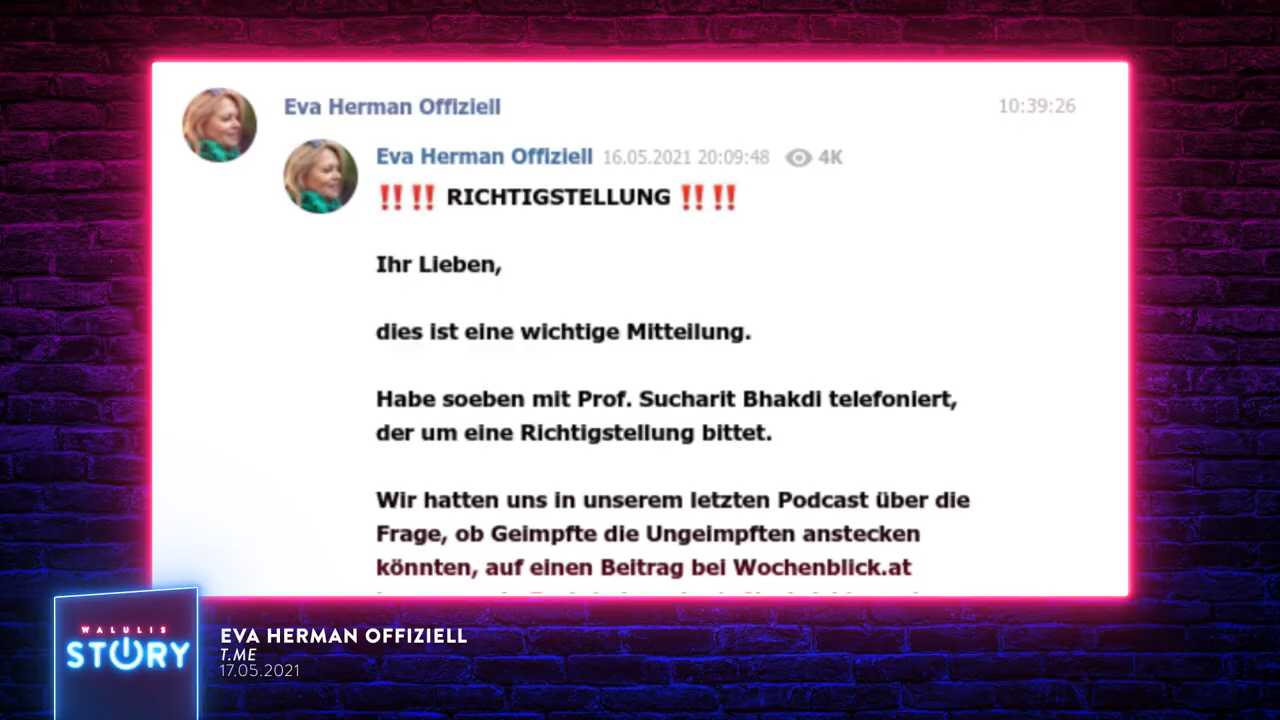 Eva Herman Offiziell
10:39:26
Eva Herman Offiziell 16.05.2021 20:09:48 4K
‼️‼️ RICHTIGSTELLUNG ‼️‼️
Ihr Lieben,
dies ist eine wichtige Mitteilung.
Habe soeben mit Prof. Sucharit Bhakdi telefoniert,
der um eine Richtigstellung bittet.
Wir hatten uns in unserem letzten Podcast über die
Frage, ob Geimpfte die Ungeimpften anstecken
könnten, auf einen Beitrag bei Wochenblick.at
WALULIS
STORY
EVA HERMAN OFFIZIELL
T.ME
17.05.2021